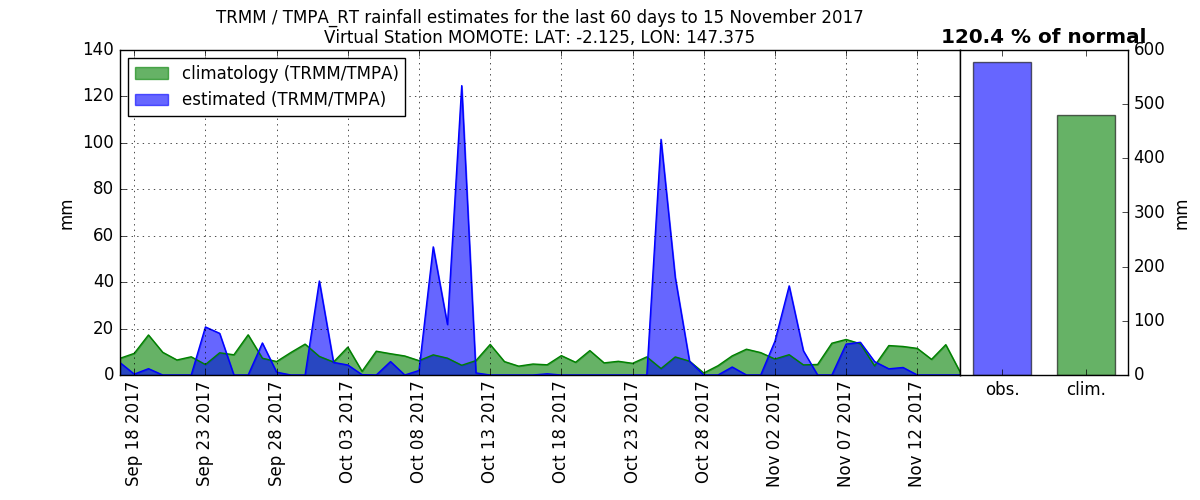 TRMM / TMPA_RT rainfall estimates for the last 60 days to 15 November 2017
Virtual Station MOMOTE: LAT: -2.125, LON: 147.375
120.4 % of normal
climatology (TRMM/TMPA)
estimated (TRMM/TMPA)
140
120
100
80
60
40
20
0
mm
600
500
400
300
200
100
0
mm
Sep 18 2017
Sep 23 2017
Sep 28 2017
Oct 03 2017
Oct 08 2017
Oct 13 2017
Oct 18 2017
Oct 23 2017
Oct 28 2017
Nov 02 2017
Nov 07 2017
Nov 12 2017
obs.
clim.